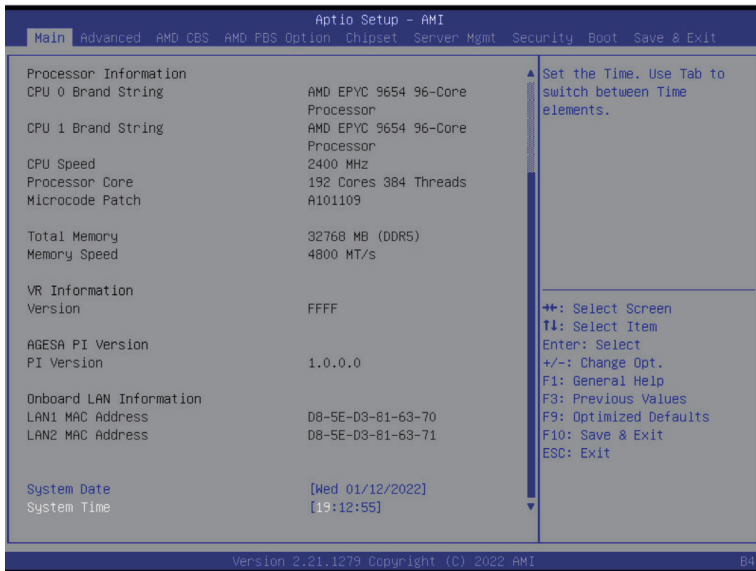 Aptio Setup – AMI
Main Advanced AMD CBS AMD PBS Option Chipset Server Mgmt Security Boot Save & Exit
Processor Information
CPU 0 Brand String AMD EPYC 9654 96-Core
Processor
CPU 1 Brand String AMD EPYC 9654 96-Core
Processor
CPU Speed 2400 MHz
Processor Core 192 Cores 384 Threads
Microcode Patch A101109
Total Memory 32768 MB (DDR5)
Memory Speed 4800 MT/s
VR Information
Version FFFF
AGESA PI Version
PI Version 1.0.0.0
Onboard LAN Information
LAN1 MAC Address D8-5E-D3-81-63-70
LAN2 MAC Address D8-5E-D3-81-63-71
System Date [Wed 01/12/2022]
System Time [19:12:55]
Set the Time. Use Tab to
switch between Time
elements.
→←: Select Screen
↑↓: Select Item
Enter: Select
+/-: Change Opt.
F1: General Help
F3: Previous Values
F9: Optimized Defaults
F10: Save & Exit
ESC: Exit
Version 2.21.1279 Copyright (C) 2022 AMI
B4